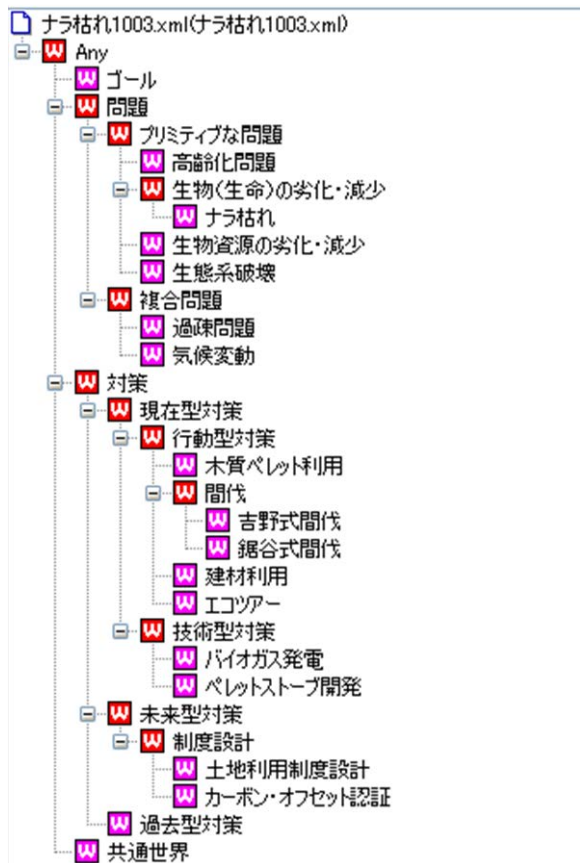 ナラ枯れ1003.xml(ナラ枯れ1003.xml)
Any
ゴール
問題
プリミティブな問題
高齢化問題
生物(生命)の劣化・減少
ナラ枯れ
生物資源の劣化・減少
生態系破壊
複合問題
過疎問題
気候変動
対策
現在型対策
行動型対策
木質ペレット利用
間伐
吉野式間伐
鋸谷式間伐
建材利用
エコツアー
技術型対策
バイオガス発電
ペレットストーブ開発
未来型対策
制度設計
土地利用制度設計
カーボン・オフセット認証
過去型対策
共通世界